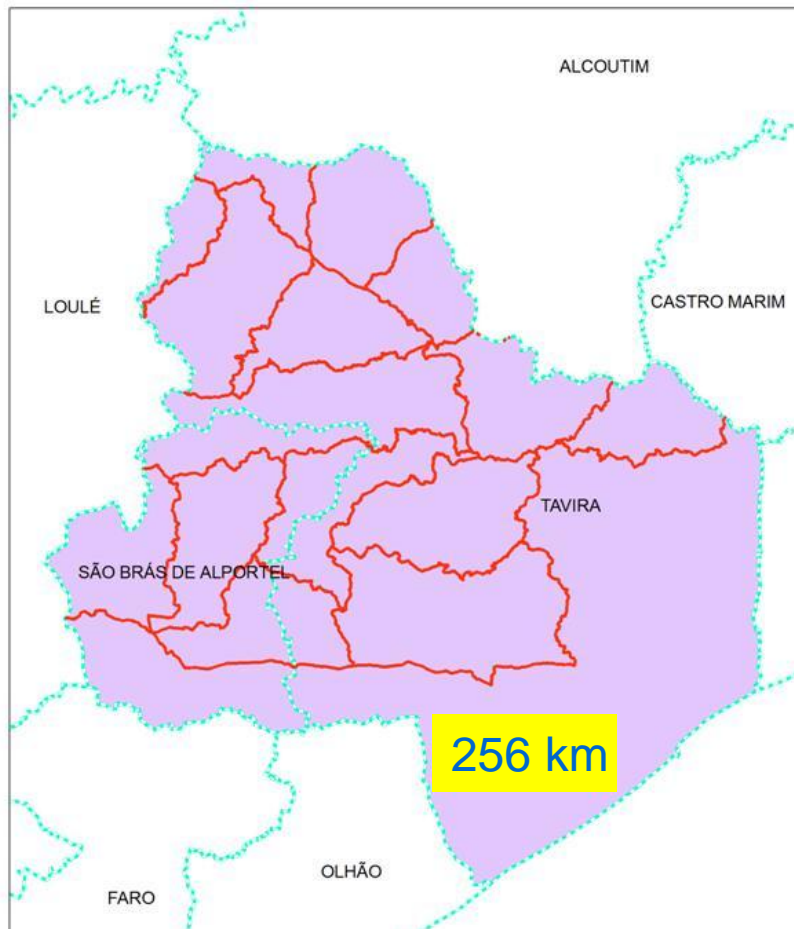 ALCOUTIM
LOULÉ
CASTRO MARIM
TAVIRA
SÃO BRÁS DE ALPORTEL
256 km
OLHÃO
FARO